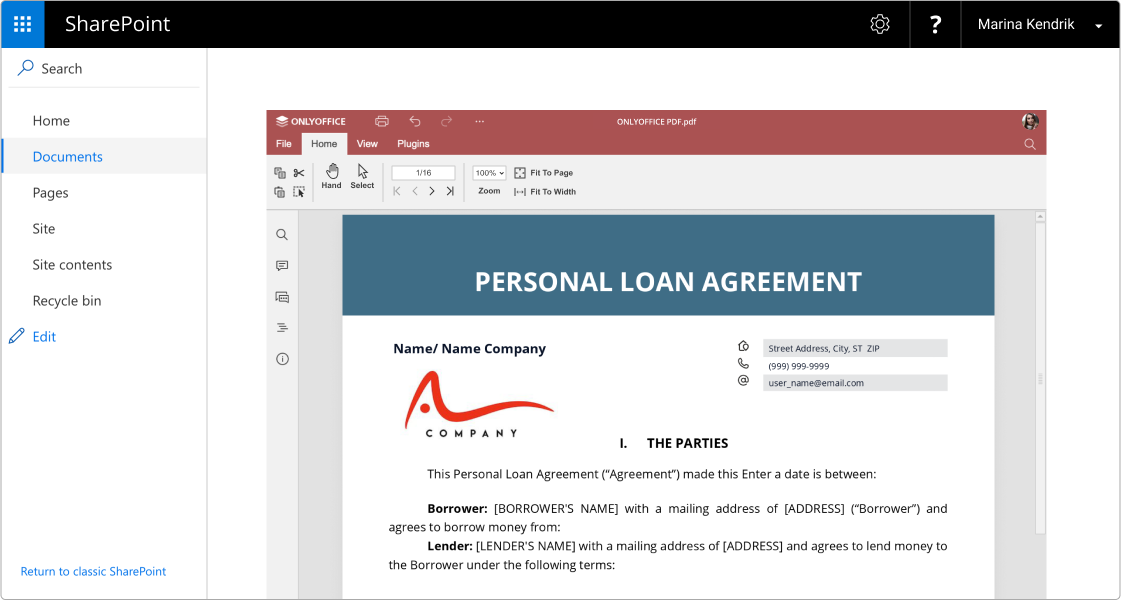 SharePoint
?
Marina Kendrik
Search
Home
Documents
Pages
Site
Site contents
Recycle bin
Edit
Return to classic SharePoint
ONLYOFFICE
...
ONLYOFFICE PDF.pdf
File Home View Plugins
Hand
Select
1/16
100%
Zoom
Fit To Page
Fit To Width
PERSONAL LOAN AGREEMENT
Name/ Name Company
Street Address, City, ST ZIP
(999) 999-9999
@ user_name@email.com
COMPANY
I. THE PARTIES
This Personal Loan Agreement (“Agreement”) made this Enter a date is between:
Borrower: [BORROWER'S NAME] with a mailing address of [ADDRESS] (“Borrower”) and
agrees to borrow money from:
Lender: [LENDER'S NAME] with a mailing address of [ADDRESS] and agrees to lend money to
the Borrower under the following terms: